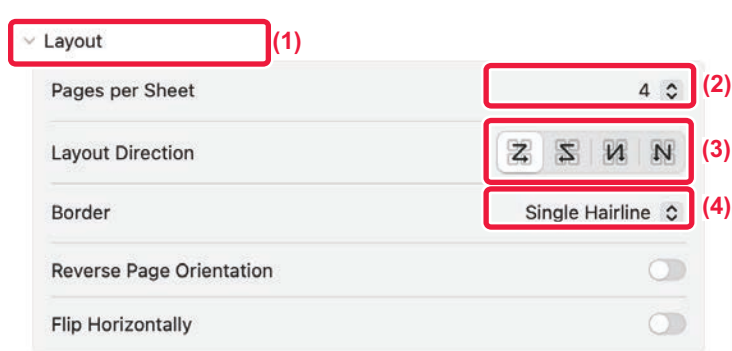 Layout (1)
Pages per Sheet 4 (2)
Layout Direction (3)
Border Single Hairline (4)
Reverse Page Orientation
Flip Horizontally